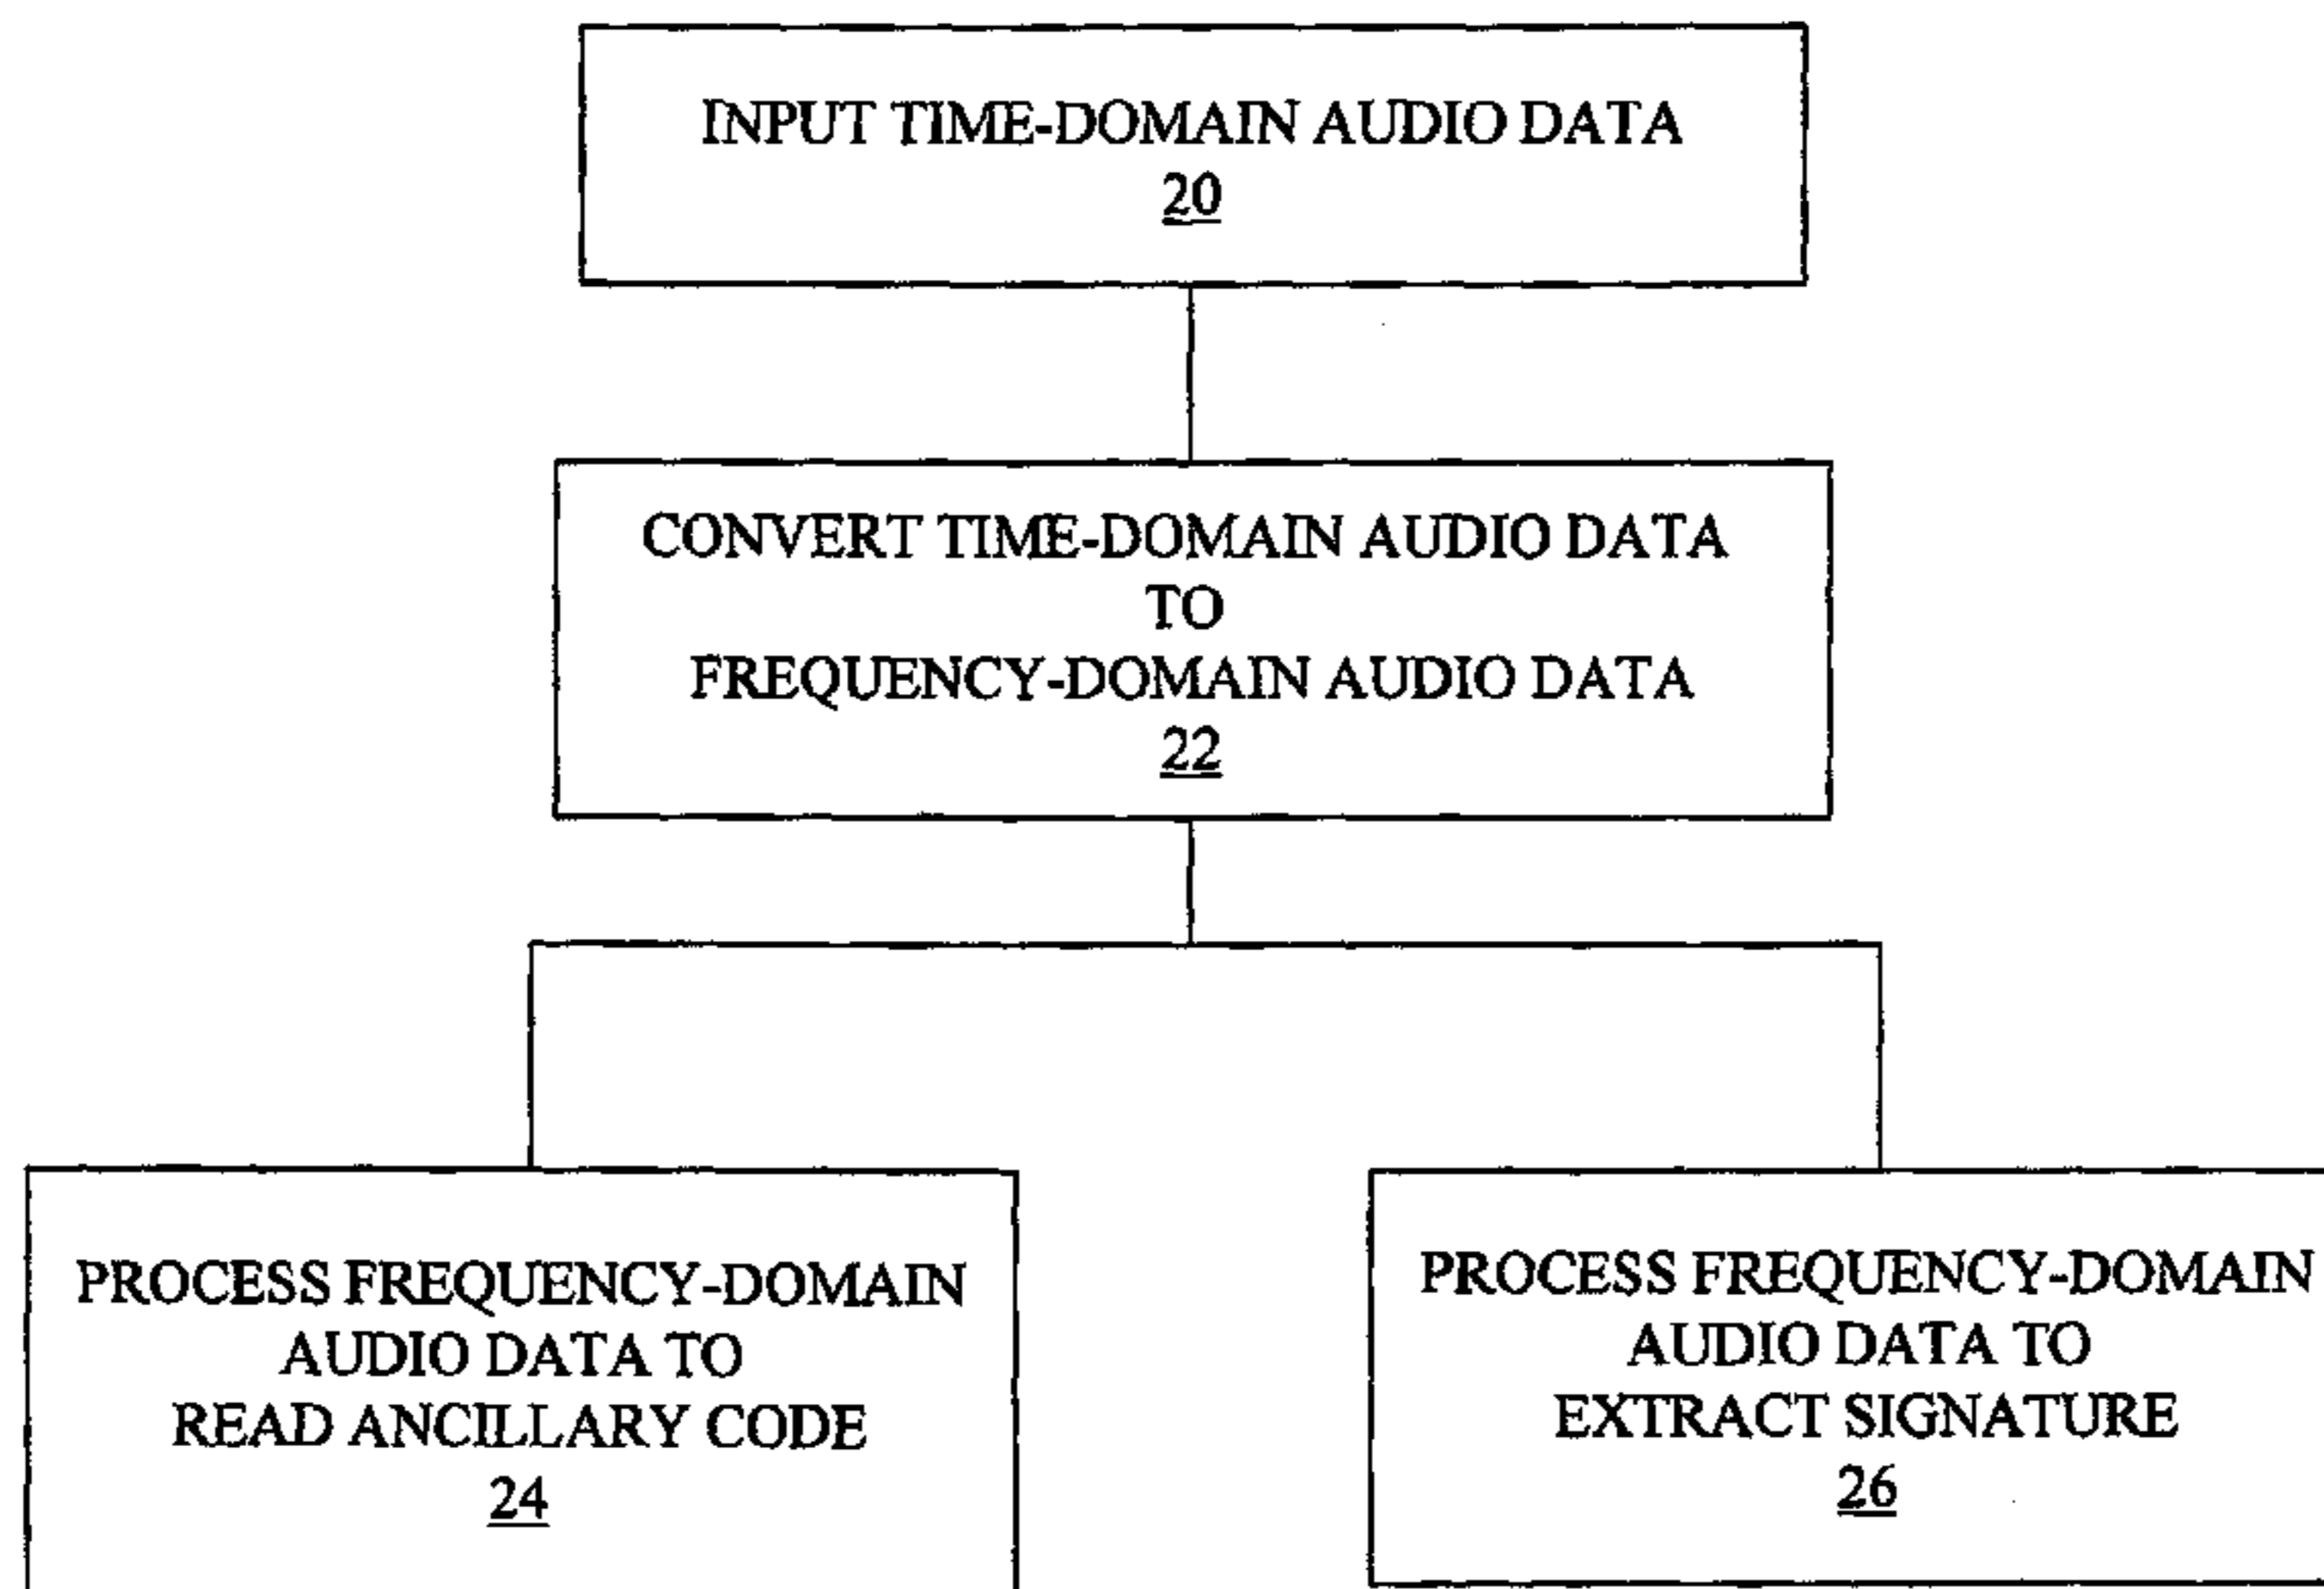 INPUT TIME-DOMAIN AUDIO DATA
20
CONVERT TIME-DOMAIN AUDIO DATA
TO
FREQUENCY-DOMAIN AUDIO DATA
22
PROCESS FREQUENCY-DOMAIN
AUDIO DATA TO
READ ANCILLARY CODE
24
PROCESS FREQUENCY-DOMAIN
AUDIO DATA TO
EXTRACT SIGNATURE
26